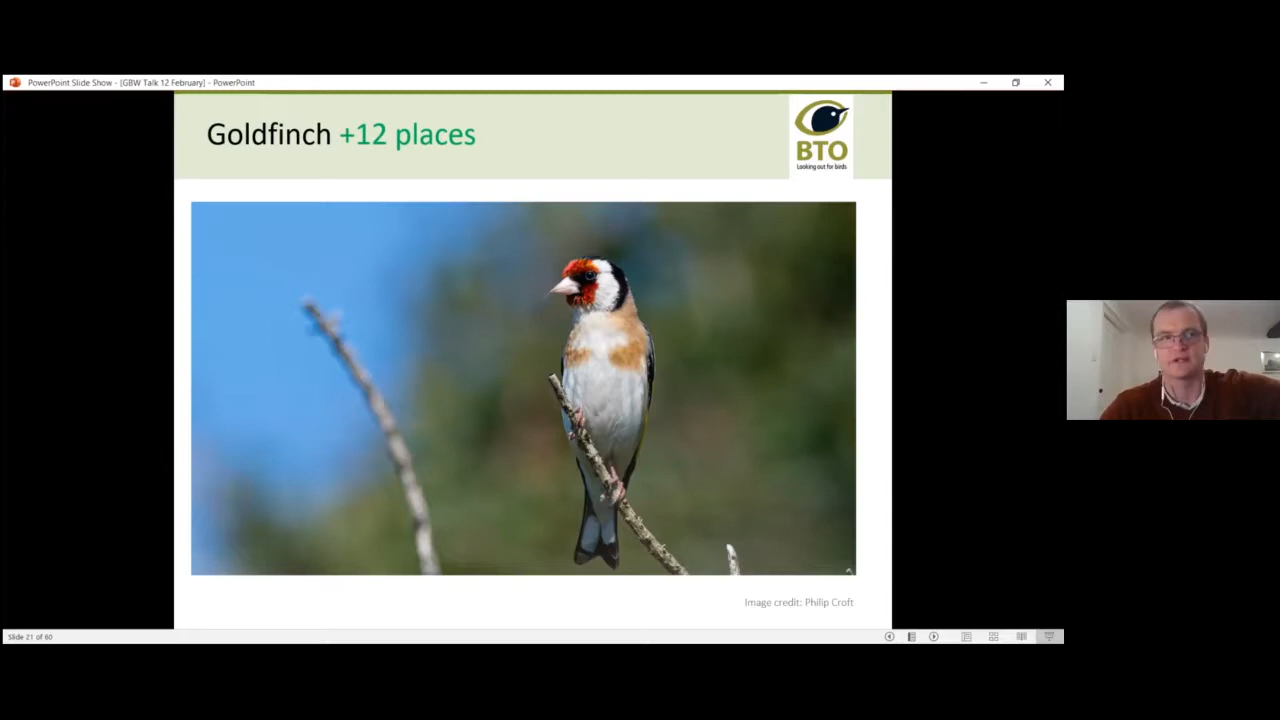 PowerPoint Slide Show - [GBW Talk 12 February] - PowerPoint
Goldfinch +12 places
BTO
Looking out for birds
Image credit: Philip Croft
Slide 21 of 60